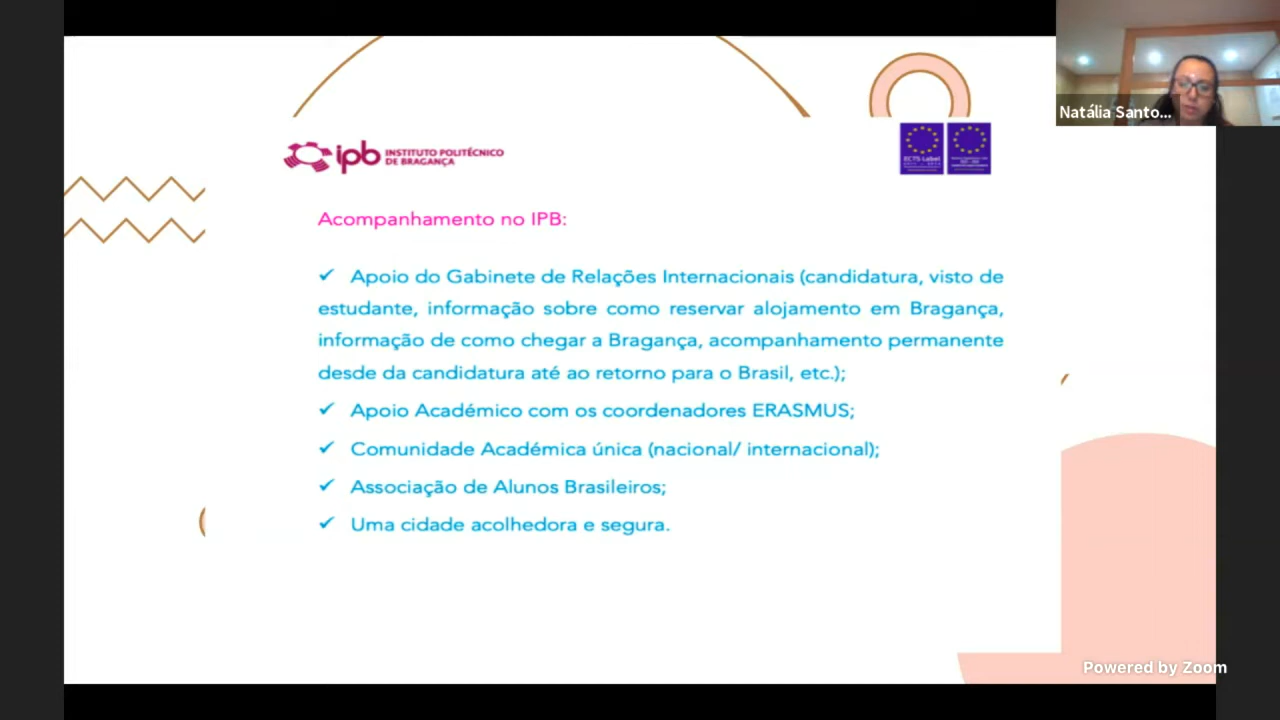 Natália Santo...
ipb INSTITUTO POLITÉCNICO
DE BRAGANÇA
ECTS Label
Acompanhamento no IPB:
✓ Apoio do Gabinete de Relações Internacionais (candidatura, visto de
estudante, informação sobre como reservar alojamento em Bragança,
informação de como chegar a Bragança, acompanhamento permanente
desde da candidatura até ao retorno para o Brasil, etc.);
✓ Apoio Académico com os coordenadores ERASMUS;
✓ Comunidade Académica única (nacional/ internacional);
✓ Associação de Alunos Brasileiros;
✓ Uma cidade acolhedora e segura.
Powered by Zoom